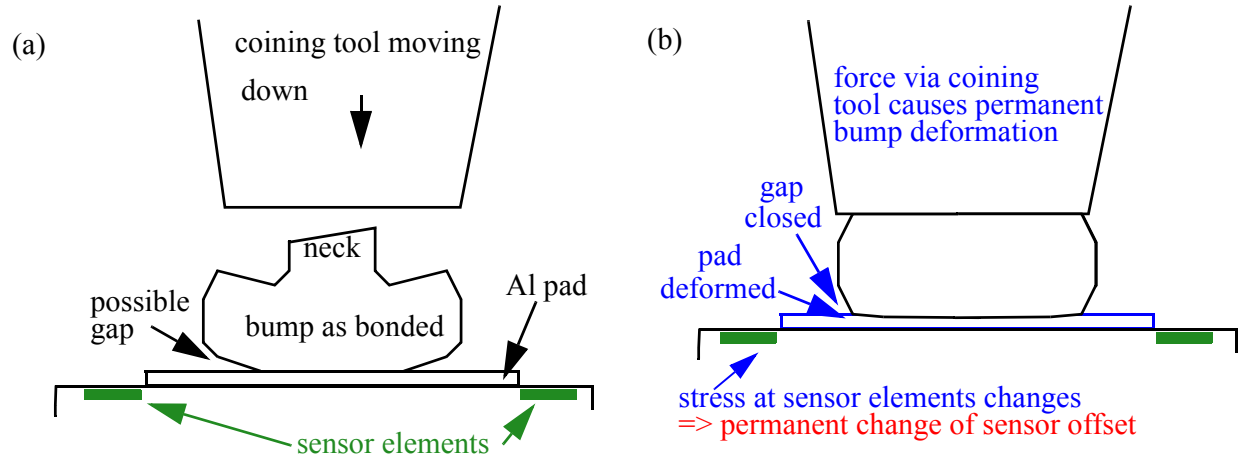 (a)
coining tool moving
down
neck
possible
gap
bump as bonded
Al pad
sensor elements
(b)
force via coining
tool causes permanent
bump deformation
gap
closed
pad
deformed
stress at sensor elements changes
=> permanent change of sensor offset